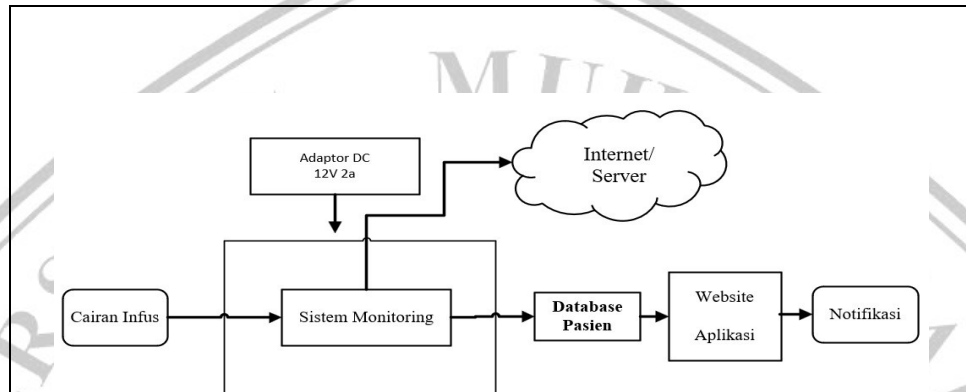 Adaptor DC
12V 2a
Internet/
Server
Cairan Infus
Sistem Monitoring
Database
Pasien
Website
Aplikasi
Notifikasi